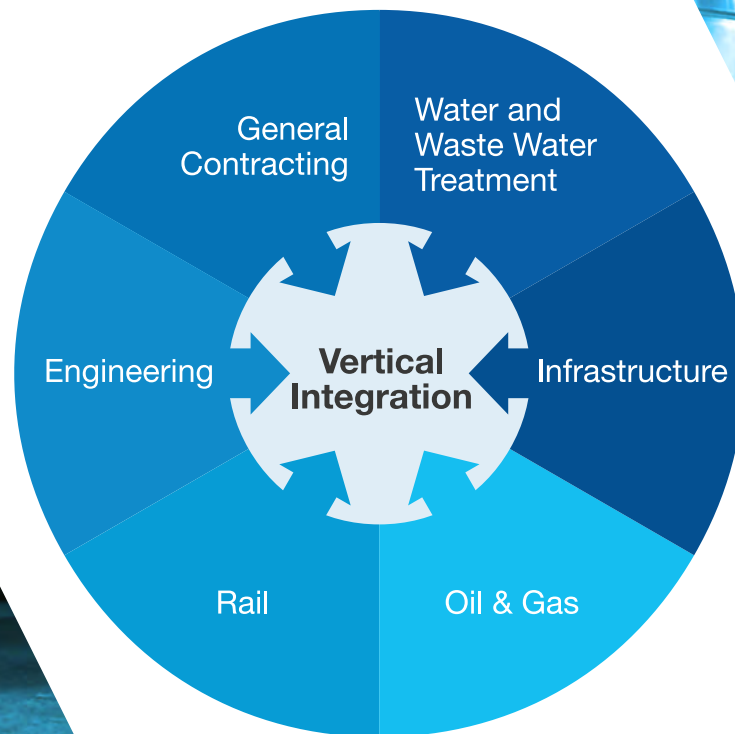 General
Contracting
Water and
Waste Water
Treatment
Engineering
Vertical
Integration
Infrastructure
Rail
Oil & Gas